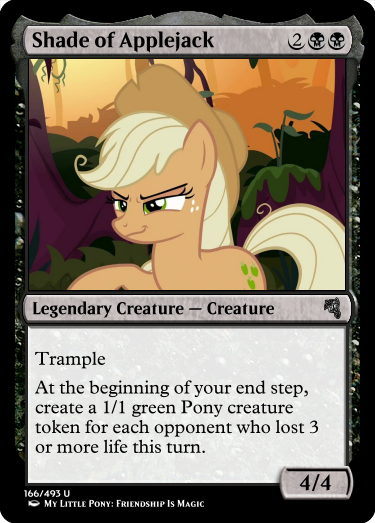 Shade of Applejack 2
Legendary Creature — Creature
Trample
At the beginning of your end step,
create a 1/1 green Pony creature
token for each opponent who lost 3
or more life this turn.
4/4
166/493 U
My Little Pony: Friendship Is Magic